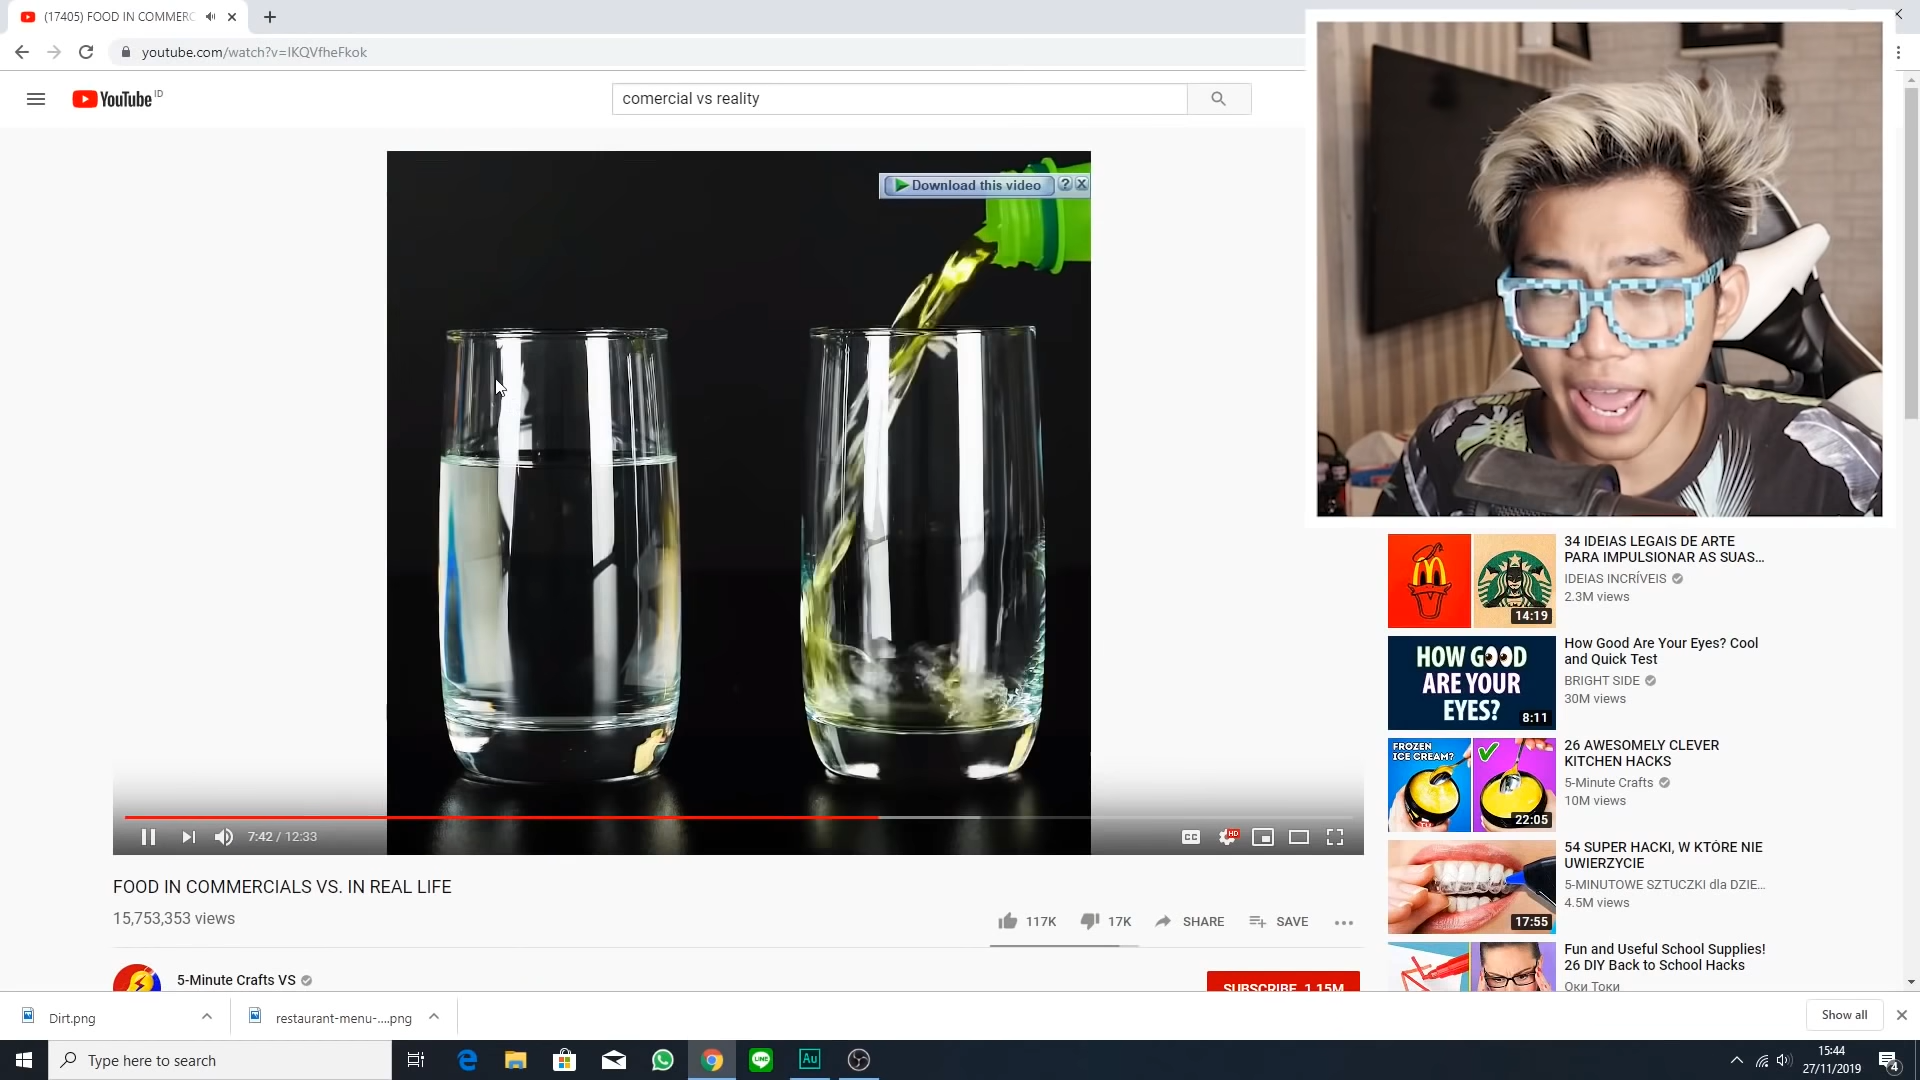 (17405) FOOD IN COMMERC
youtube.com/watch?v=IKQVfheFkok
YouTube ID
comercial vs reality
Download this video ? X
7:42 / 12:33
CC
HD
FOOD IN COMMERCIALS VS. IN REAL LIFE
15,753,353 views
117K
17K
SHARE
SAVE
5-Minute Crafts VS
SUBSCRIBE 1.15M
34 IDEIAS LEGAIS DE ARTE
PARA IMPULSIONAR AS SUAS...
IDEIAS INCRÍVEIS
2.3M views
14:19
HOW GOOD
ARE YOUR
EYES?
8:11
How Good Are Your Eyes? Cool
and Quick Test
BRIGHT SIDE
30M views
FROZEN
ICE CREAM?
22:05
26 AWESOMELY CLEVER
KITCHEN HACKS
5-Minute Crafts
10M views
17:55
54 SUPER HACKI, W KTÓRE NIE
UWIERZYCIE
5-MINUTOWE SZTUCZKI dla DZIE...
4.5M views
Fun and Useful School Supplies!
26 DIY Back to School Hacks
Оки Токи
Dirt.png
restaurant-menu-....png
Show all
Type here to search
LINE
Au
15:44
27/11/2019
4